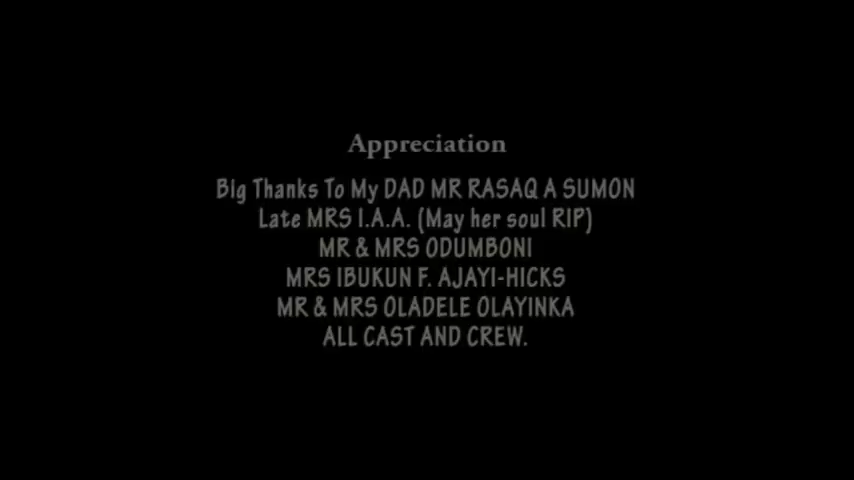 Appreciation
Big Thanks To My DAD MR RASAQ A SUMON
Late MRS I.A.A. (May her soul RIP)
MR & MRS ODUMBONI
MRS IBUKUN F. AJAYI-HICKS
MR & MRS OLADELE OLAYINKA
ALL CAST AND CREW.